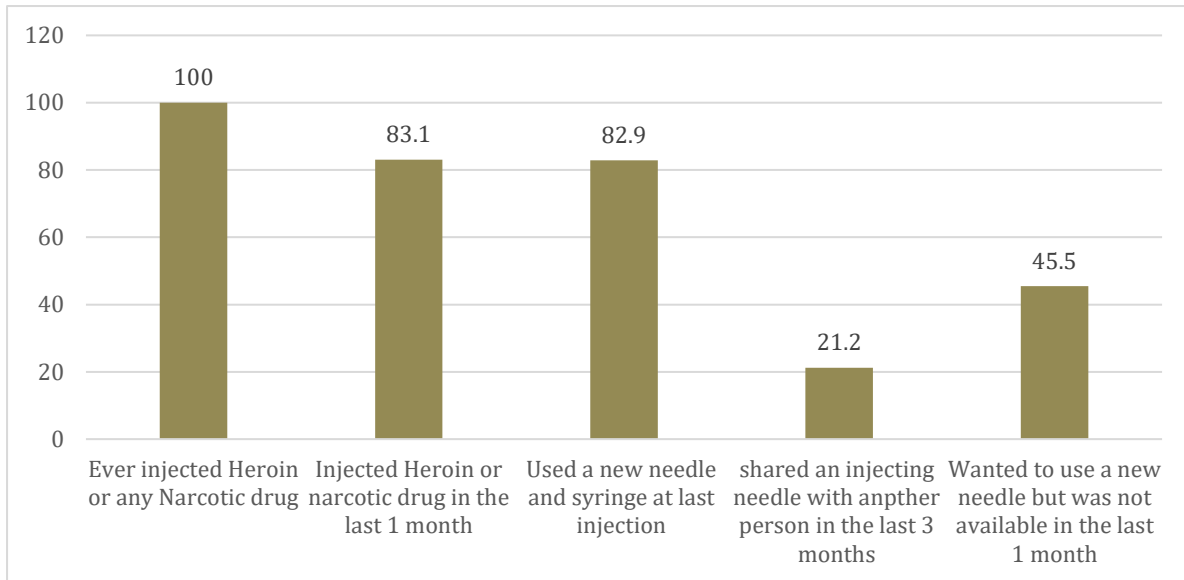 120
100
80
60
40
20
0
100
83.1
82.9
21.2
45.5
Ever injected Heroin
or any Narcotic drug
Injected Heroin or
narcotic drug in the
last 1 month
Used a new needle
and syringe at last
injection
shared an injecting
needle with anpther
person in the last 3
months
Wanted to use a new
needle but was not
available in the last
1 month